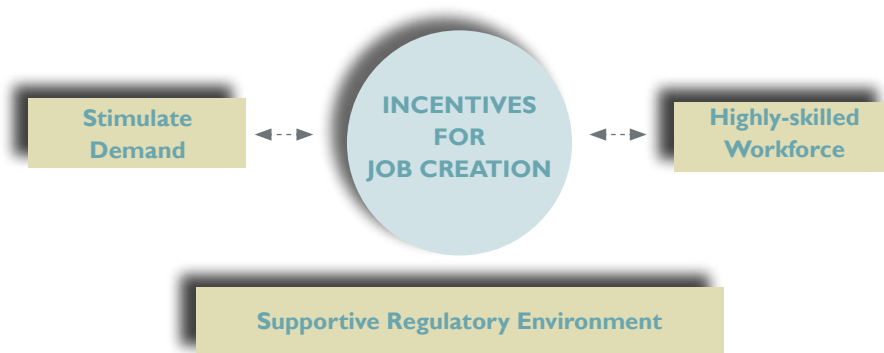 INCENTIVES
FOR
JOB CREATION
Stimulate
Demand
Highly-skilled
Workforce
Supportive Regulatory Environment